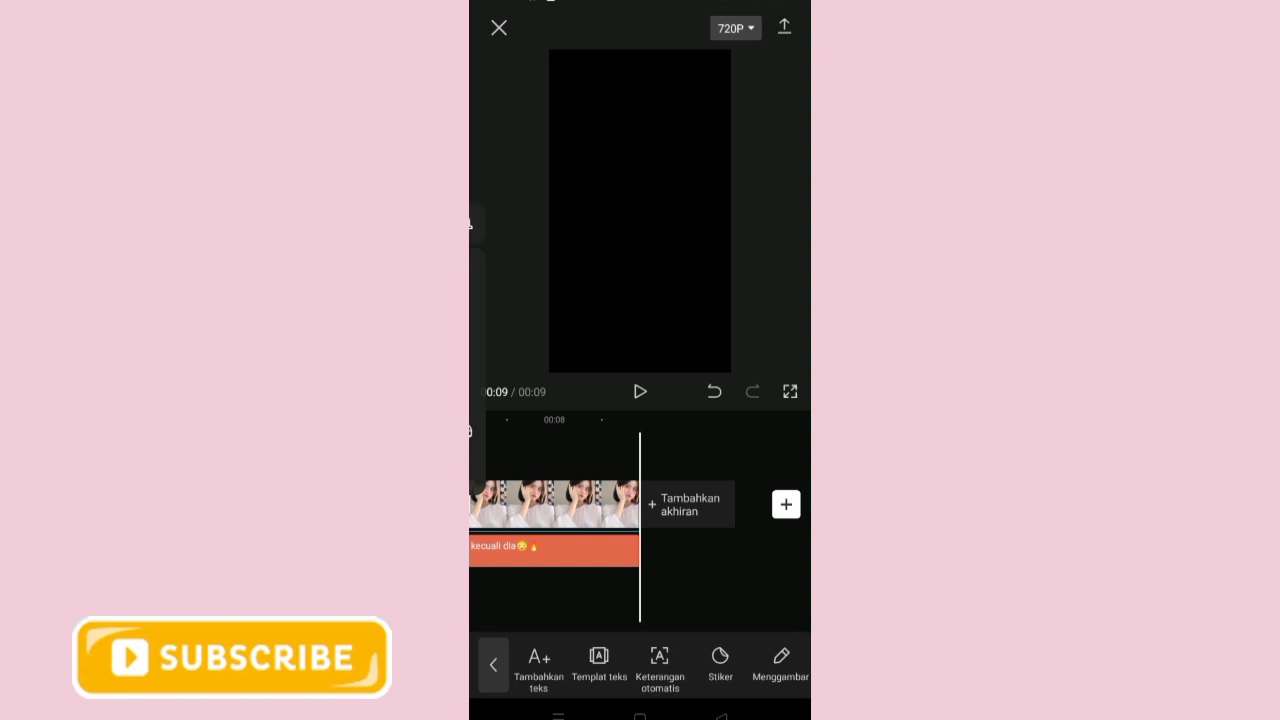 720P
0:09 / 00:09
00:08
+ Tambahkan
akhiran
kecuali dia😳🔥
A+
Tambahkan
teks
Templat teks
Keterangan
otomatis
Stiker
Menggambar
SUBSCRIBE